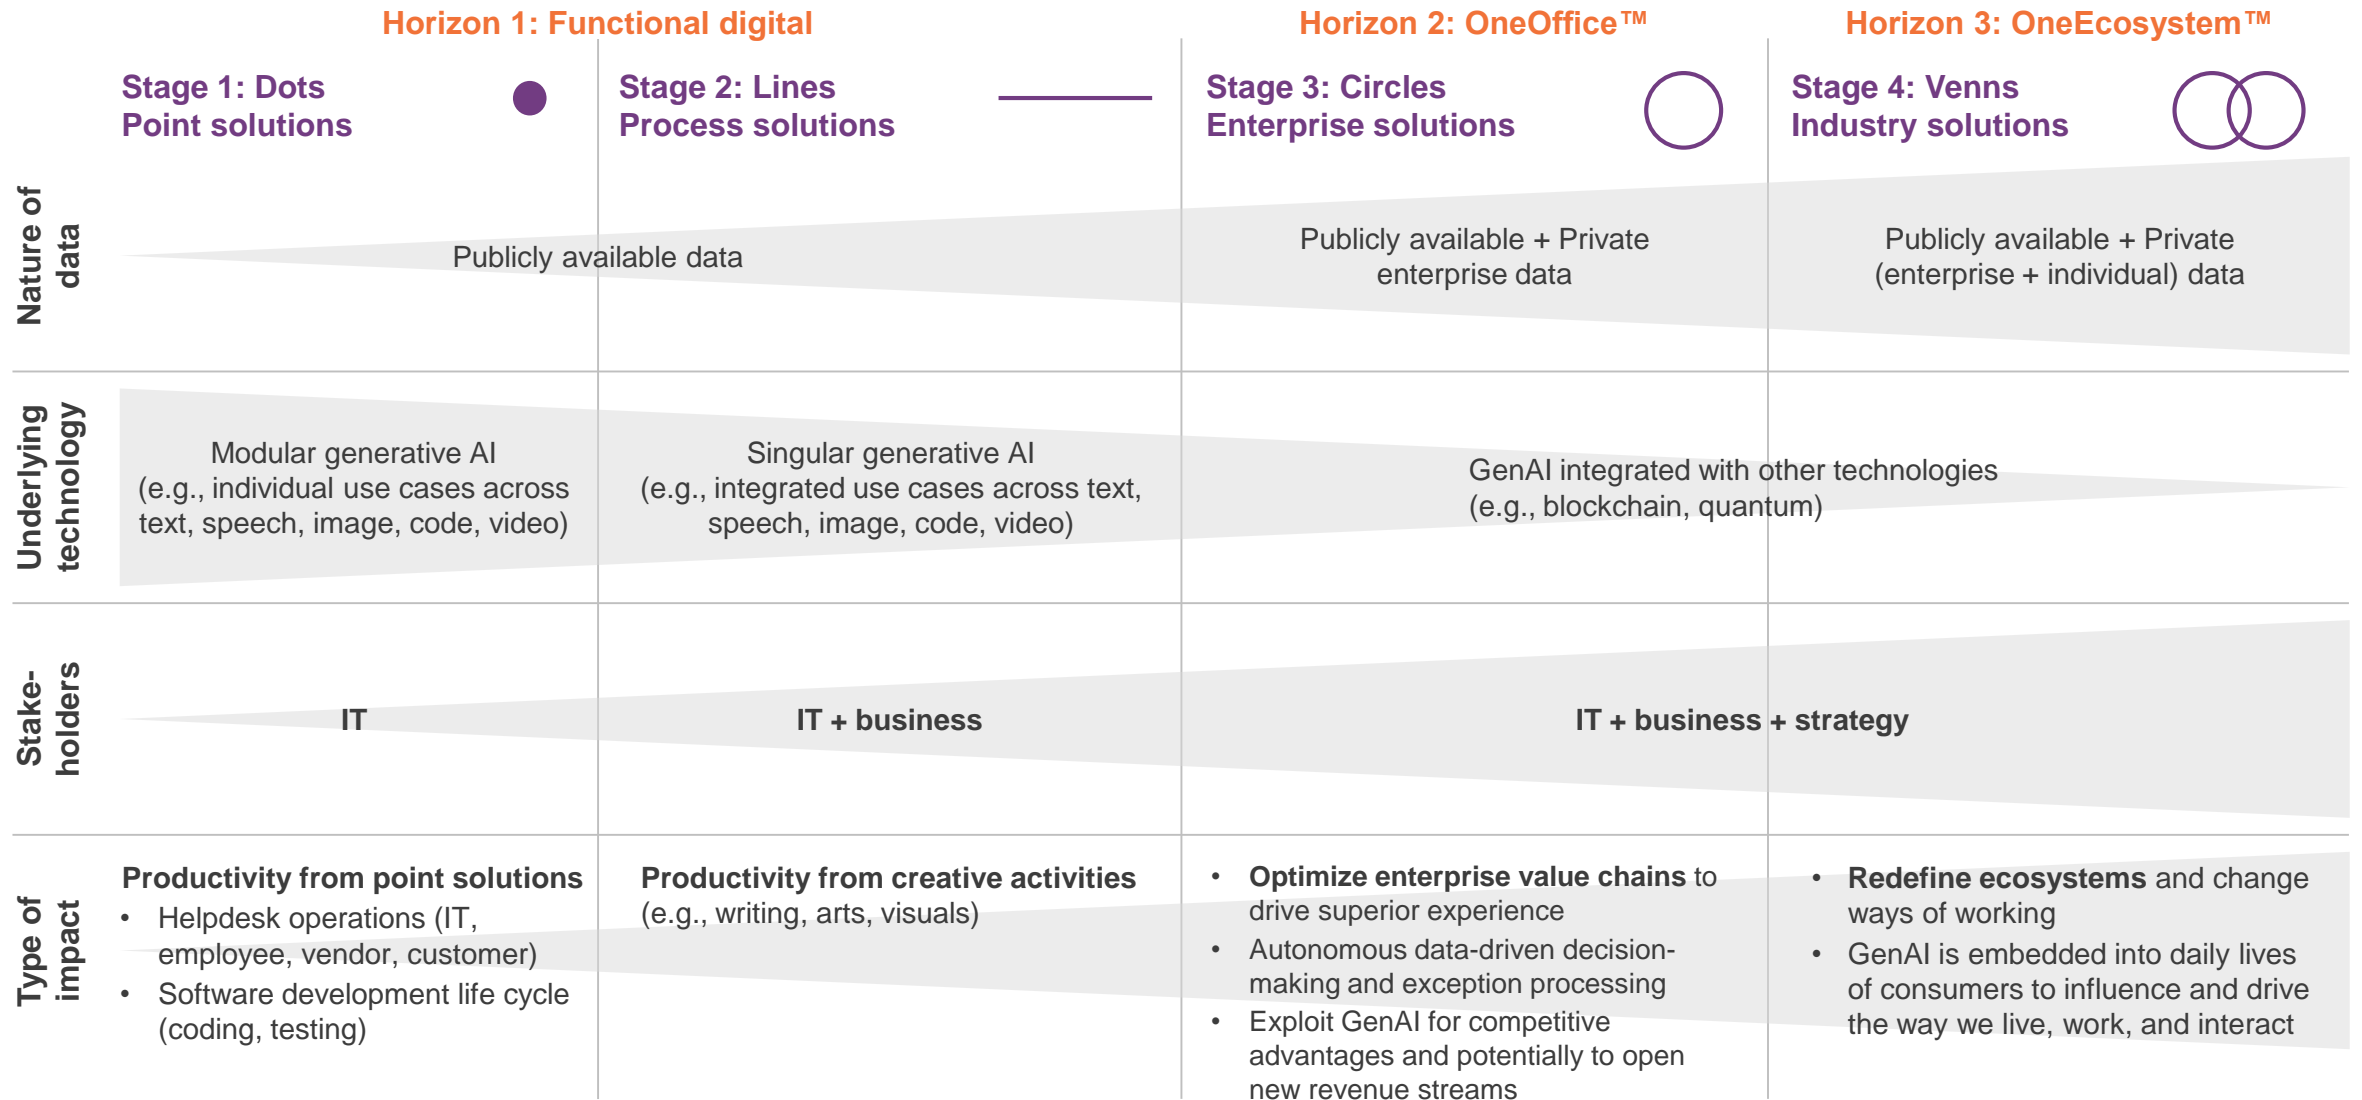 Horizon 1: Functional digital
Horizon 2: OneOffice™
Horizon 3: OneEcosystem™
Stage 1: Dots
Point solutions
Stage 2: Lines
Process solutions
Stage 3: Circles
Enterprise solutions
Stage 4: Venns
Industry solutions
Nature of
data
Publicly available data
Publicly available + Private
enterprise data
Publicly available + Private
(enterprise + individual) data
Underlying
technology
Modular generative AI
(e.g., individual use cases across
text, speech, image, code, video)
Singular generative AI
(e.g., integrated use cases across text,
speech, image, code, video)
GenAI integrated with other technologies
(e.g., blockchain, quantum)
Stake-
holders
IT
IT + business
IT + business + strategy
Type of
impact
Productivity from point solutions
• Helpdesk operations (IT,
employee, vendor, customer)
• Software development life cycle
(coding, testing)
Productivity from creative activities
(e.g., writing, arts, visuals)
• Optimize enterprise value chains to
drive superior experience
• Autonomous data-driven decision-
making and exception processing
• Exploit GenAI for competitive
advantages and potentially to open
new revenue streams
• Redefine ecosystems and change
ways of working
• GenAI is embedded into daily lives
of consumers to influence and drive
the way we live, work, and interact